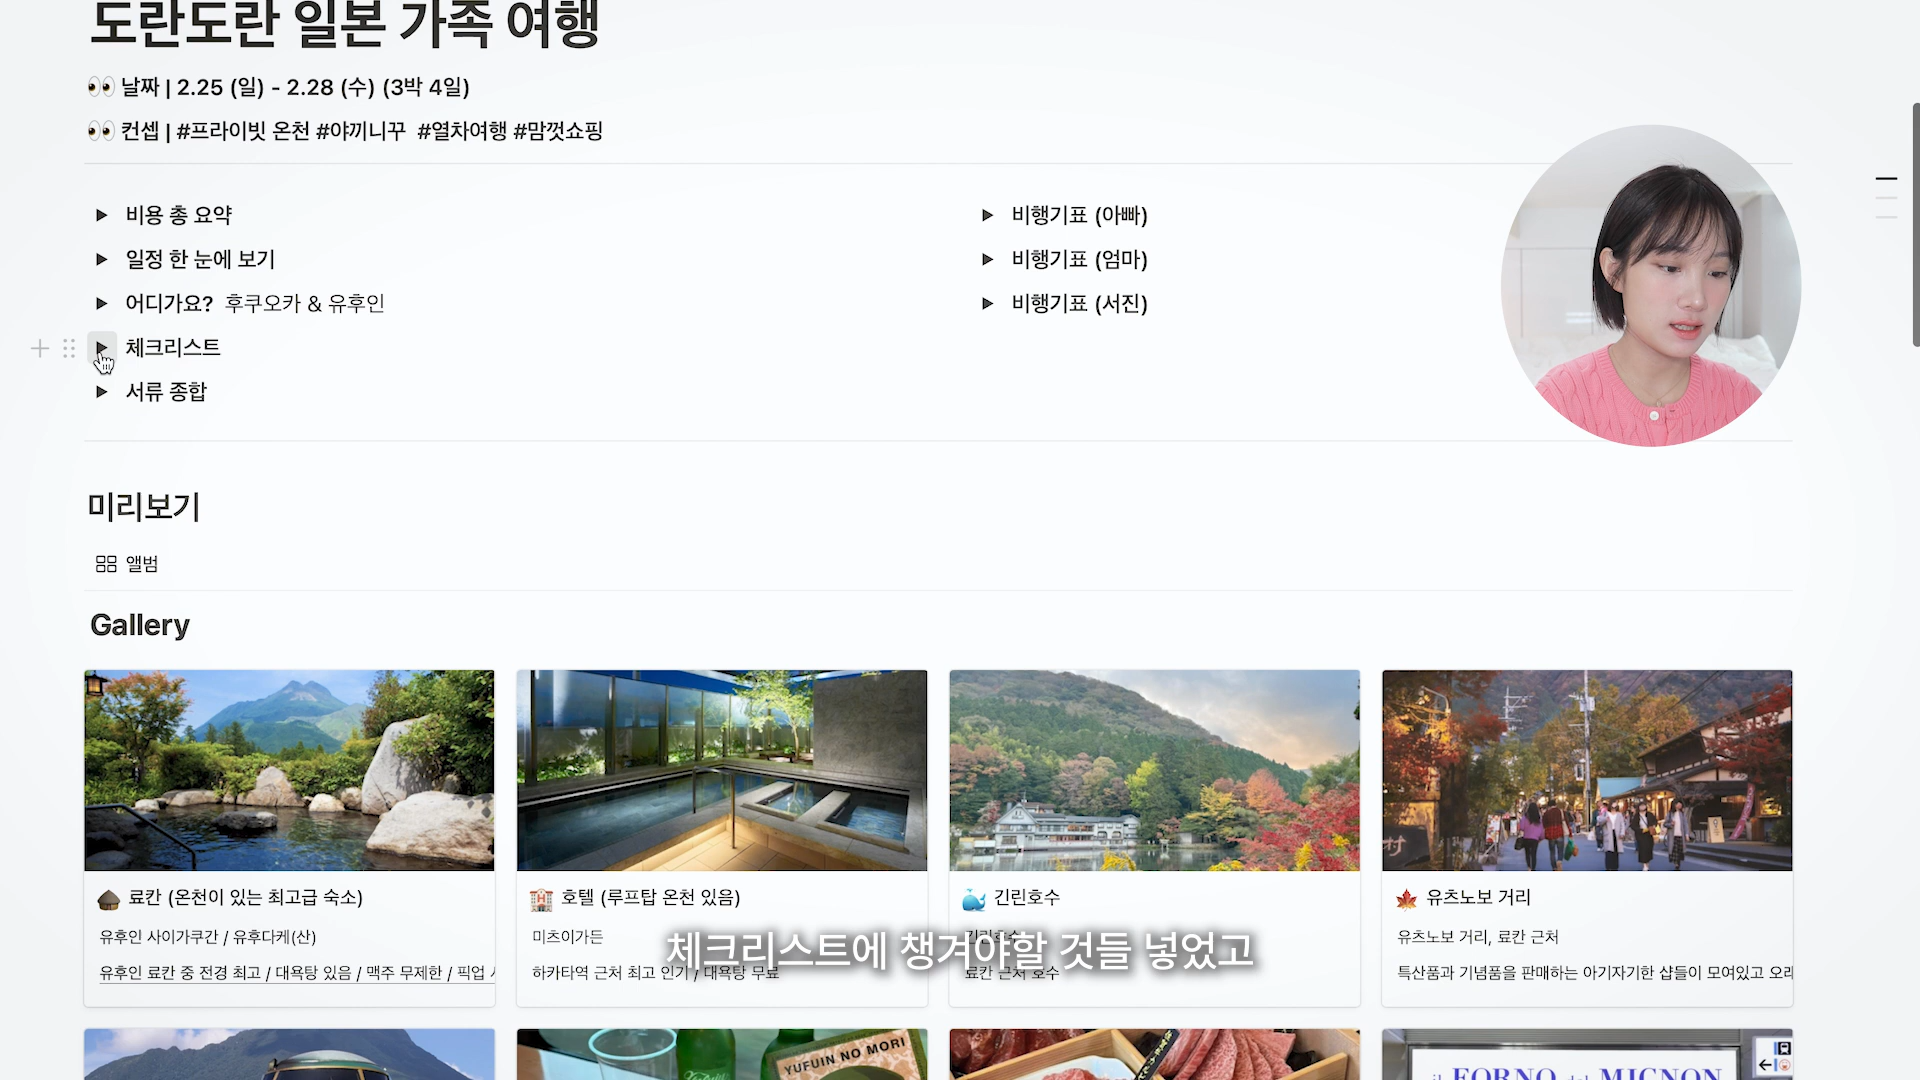 도란도란 일본 가족 여행
👀 날짜 | 2.25 (일) - 2.28 (수) (3박 4일)
👀 컨셉 | #프라이빗 온천 #야끼니꾸 #열차여행 #맘껏쇼핑
비용 총 요약
일정 한 눈에 보기
어디가요? 후쿠오카 & 유후인
체크리스트
서류 종합
비행기표 (아빠)
비행기표 (엄마)
비행기표 (서진)
미리보기
앨범
Gallery
료칸 (온천이 있는 최고급 숙소)
유후인 사이가쿠간 / 유후다케(산)
유후인 료칸 중 전경 최고 / 대욕탕 있음 / 맥주 무제한 / 픽업
호텔 (루프탑 온천 있음)
미츠이가든
하카타역 근처 최고 인기 / 대욕탕 무료
긴린호수
긴린호수
료칸 근처 호수
유츠노보 거리
유츠노보 거리, 료칸 근처
특산품과 기념품을 판매하는 아기자기한 샵들이 모여있고 오래
체크리스트에 챙겨야할 것들 넣었고
YUFUIN NO MORI
il FORNO del MIGNON